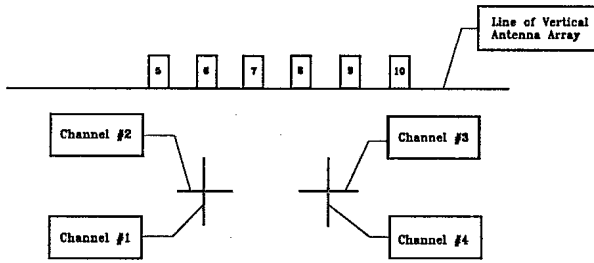 Line of Vertical
Antenna Array
5 6 7 8 9 10
Channel #2
Channel #3
Channel #1
Channel #4